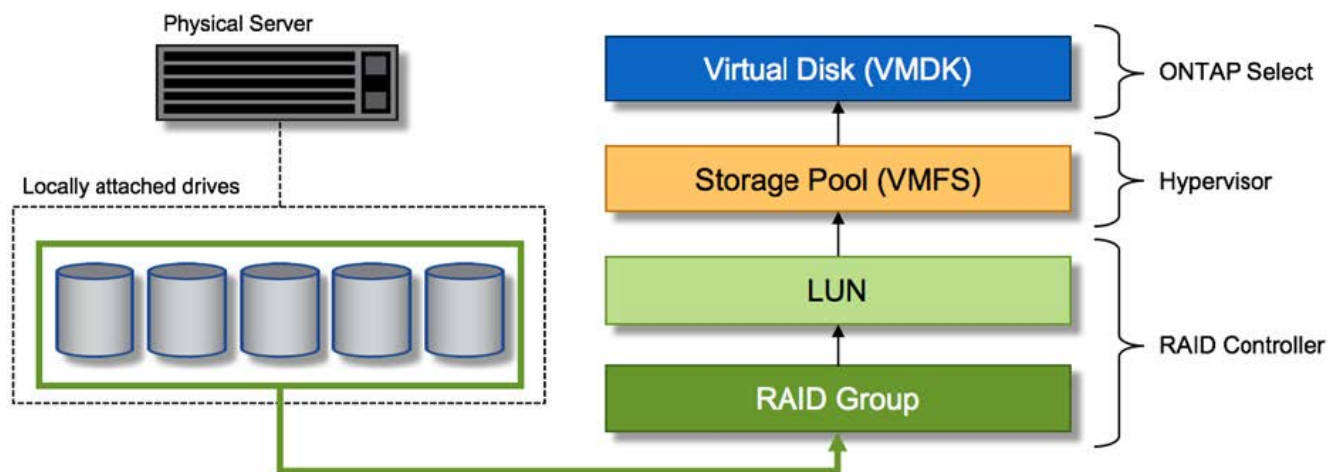 Physical Server
Locally attached drives
Virtual Disk (VMDK)
ONTAP Select
Storage Pool (VMFS)
Hypervisor
LUN
RAID Controller
RAID Group